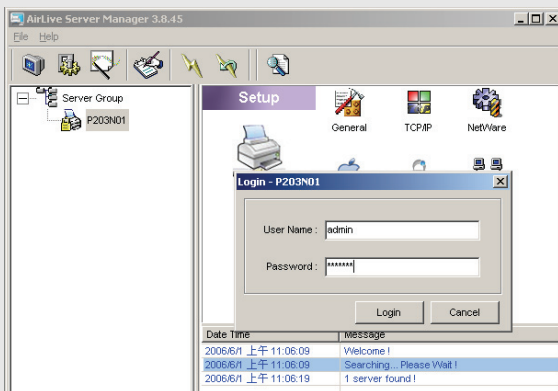 AirLive Server Manager 3.8.45
File Help
Server Group
P203N01
Setup
General
TCP/IP
NetWare
Login - P203N01
User Name : admin
Password : *******
Login
Cancel
Date Time
Message
2006/6/1 上午 11:06:09 Welcome !
2006/6/1 上午 11:06:09 Searching... Please Wait !
2006/6/1 上午 11:06:19 1 server found !